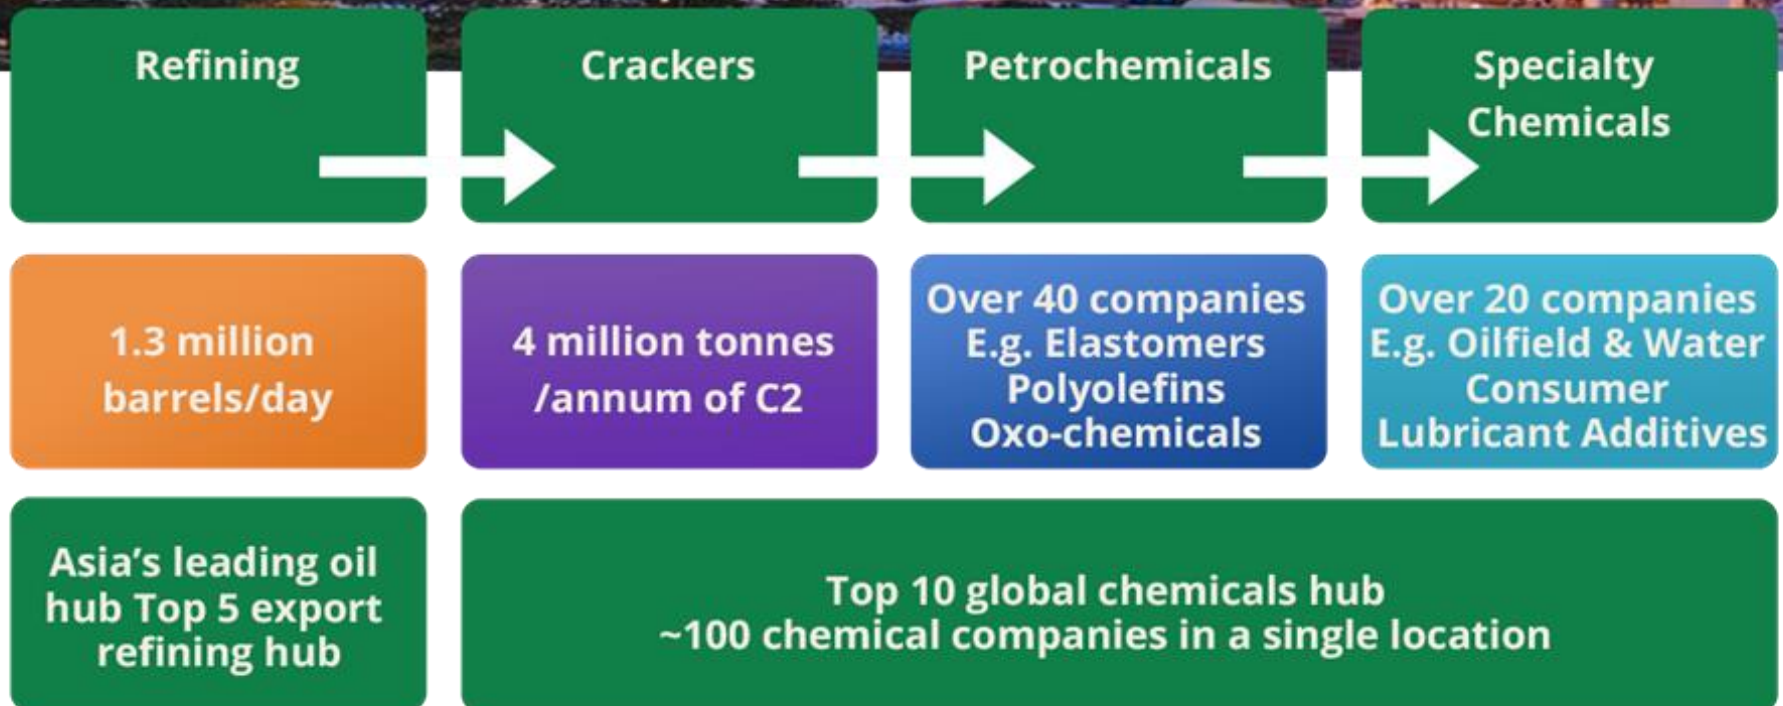 Refining
Crackers
Petrochemicals
Specialty
Chemicals
1.3 million
barrels/day
4 million tonnes
/annum of C2
Over 40 companies
E.g. Elastomers
Polyolefins
Oxo-chemicals
Over 20 companies
E.g. Oilfield & Water
Consumer
Lubricant Additives
Asia’s leading oil
hub Top 5 export
refining hub
Top 10 global chemicals hub
~100 chemical companies in a single location